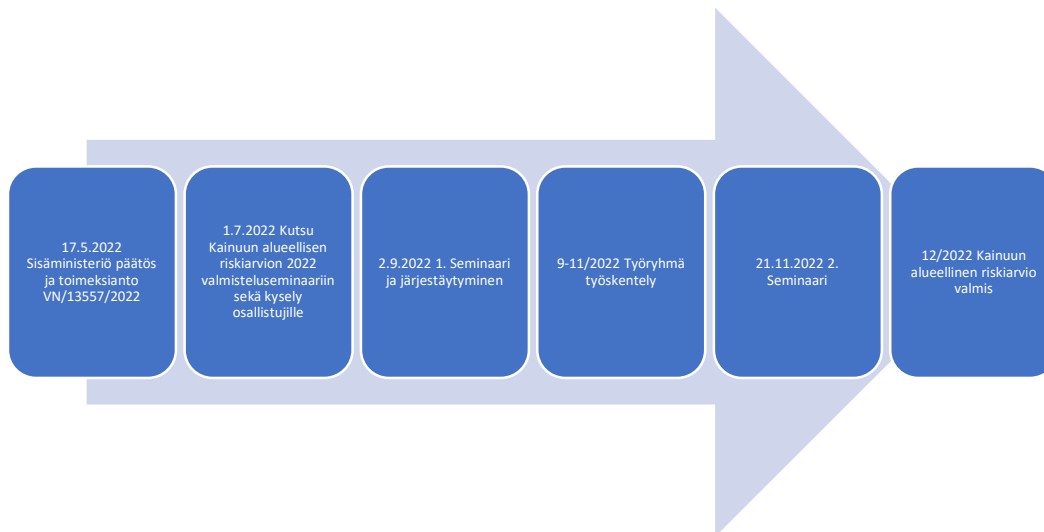 17.5.2022
Sisäministeriö päätös
ja toimeksianto
VN/13557/2022
1.7.2022 Kutsu
Kainuun alueellisen
riskiarvion 2022
valmisteluseminaariin
sekä kysely
osallistujille
2.9.2022 1. Seminaari
ja järjestäytyminen
9-11/2022 Työryhmä
työskentely
21.11.2022 2.
Seminaari
12/2022 Kainuun
alueellinen riskiarvio
valmis